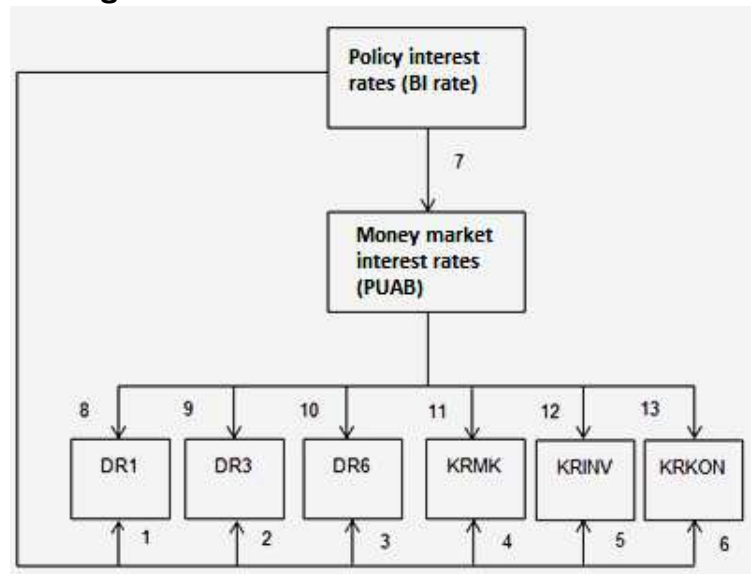 Policy interest
rates (BI rate)
7
Money market
interest rates
(PUAB)
8 9 10 11 12 13
DR1 DR3 DR6 KRMK KRINV KRKON
1 2 3 4 5 6